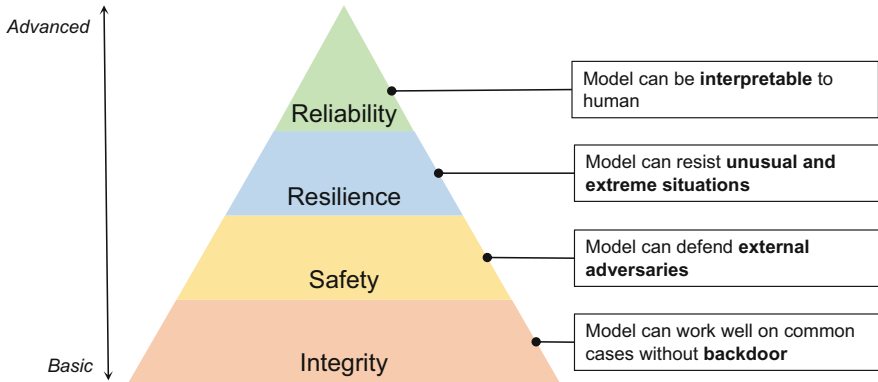 Advanced
Model can be interpretable to
human
Reliability
Model can resist unusual and
extreme situations
Resilience
Model can defend external
adversaries
Safety
Model can work well on common
cases without backdoor
Integrity
Basic